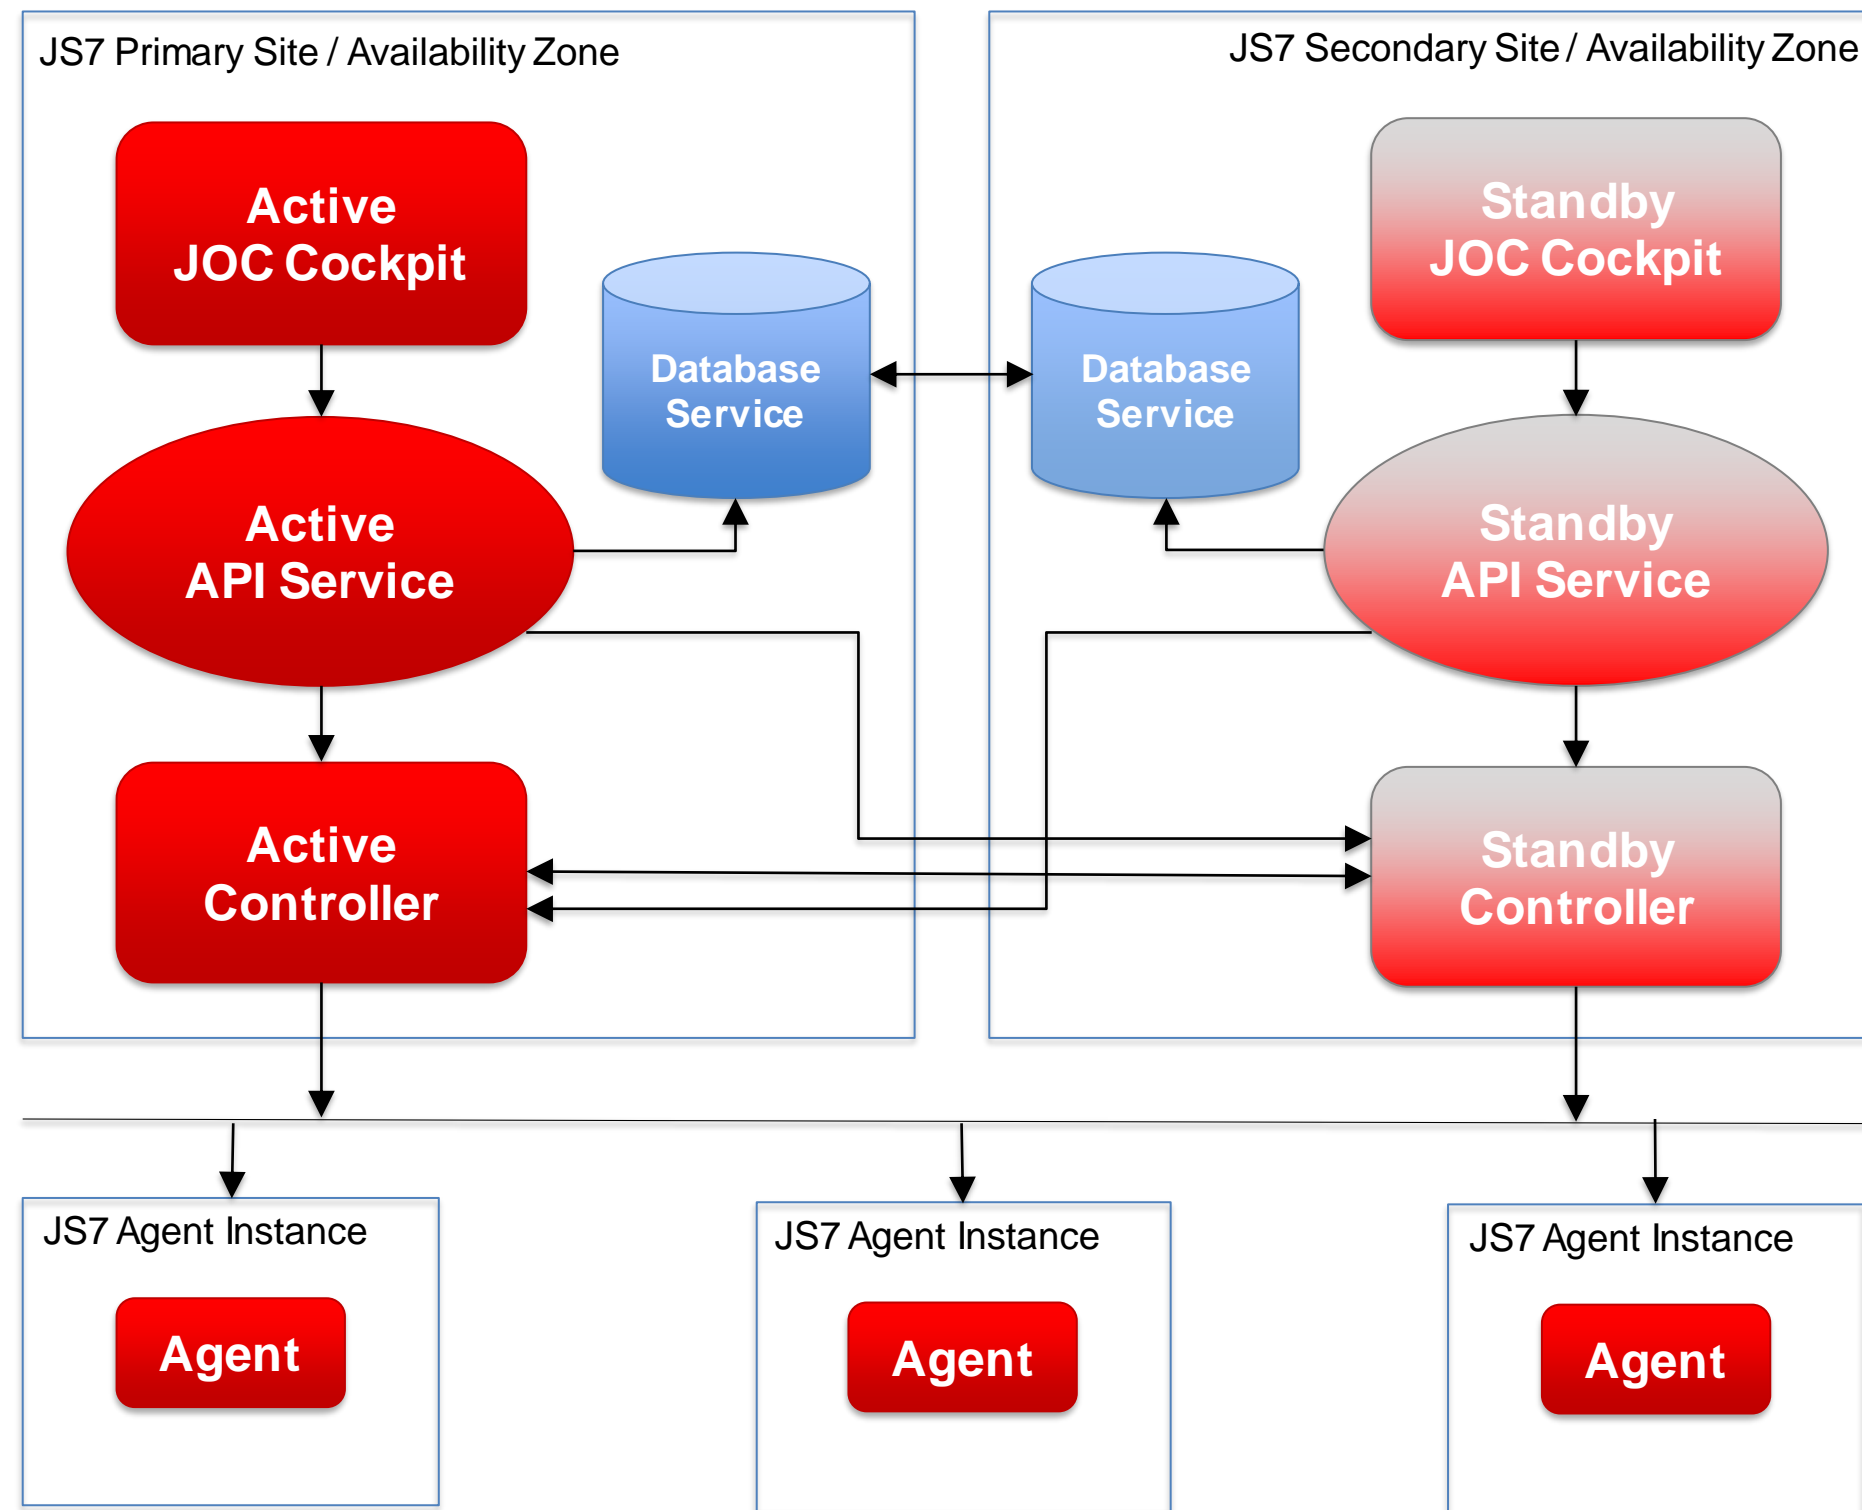 JS7 Primary Site / Availability Zone
JS7 Secondary Site / Availability Zone
Active
JOC Cockpit
Standby
JOC Cockpit
Database
Service
Database
Service
Active
API Service
Standby
API Service
Active
Controller
Standby
Controller
JS7 Agent Instance
JS7 Agent Instance
JS7 Agent Instance
Agent
Agent
Agent